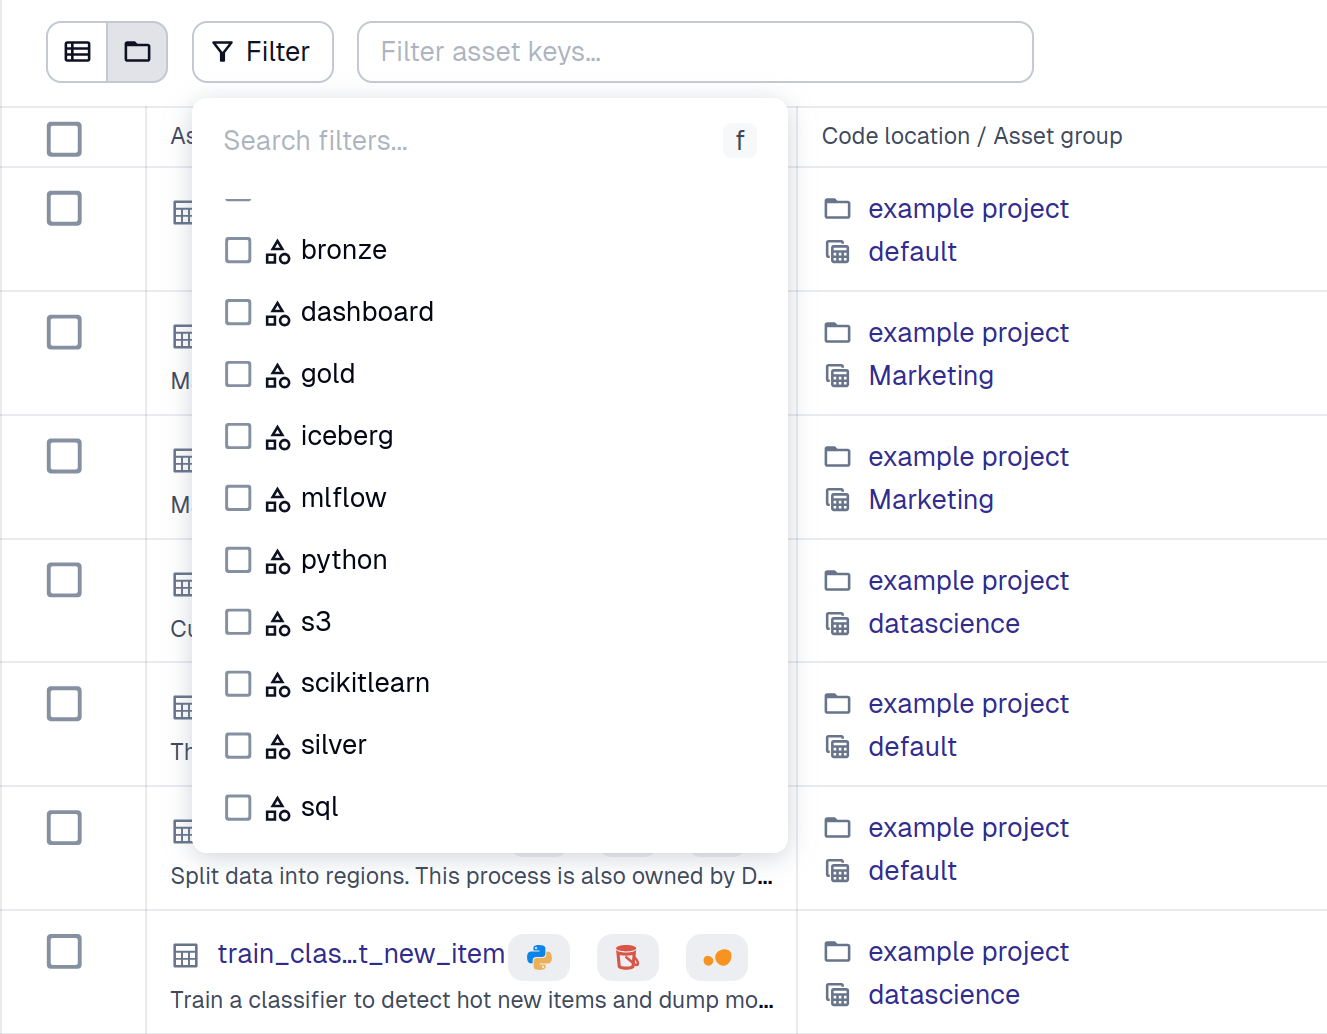 Filter
Filter asset keys...
Search filters...
f
bronze
dashboard
gold
iceberg
mlflow
python
s3
scikitlearn
silver
sql
Code location / Asset group
example project
default
example project
Marketing
example project
Marketing
example project
datascience
example project
default
Split data into regions. This process is also owned by D...
example project
default
train_clas...t_new_item
Train a classifier to detect hot new items and dump mo...
example project
datascience